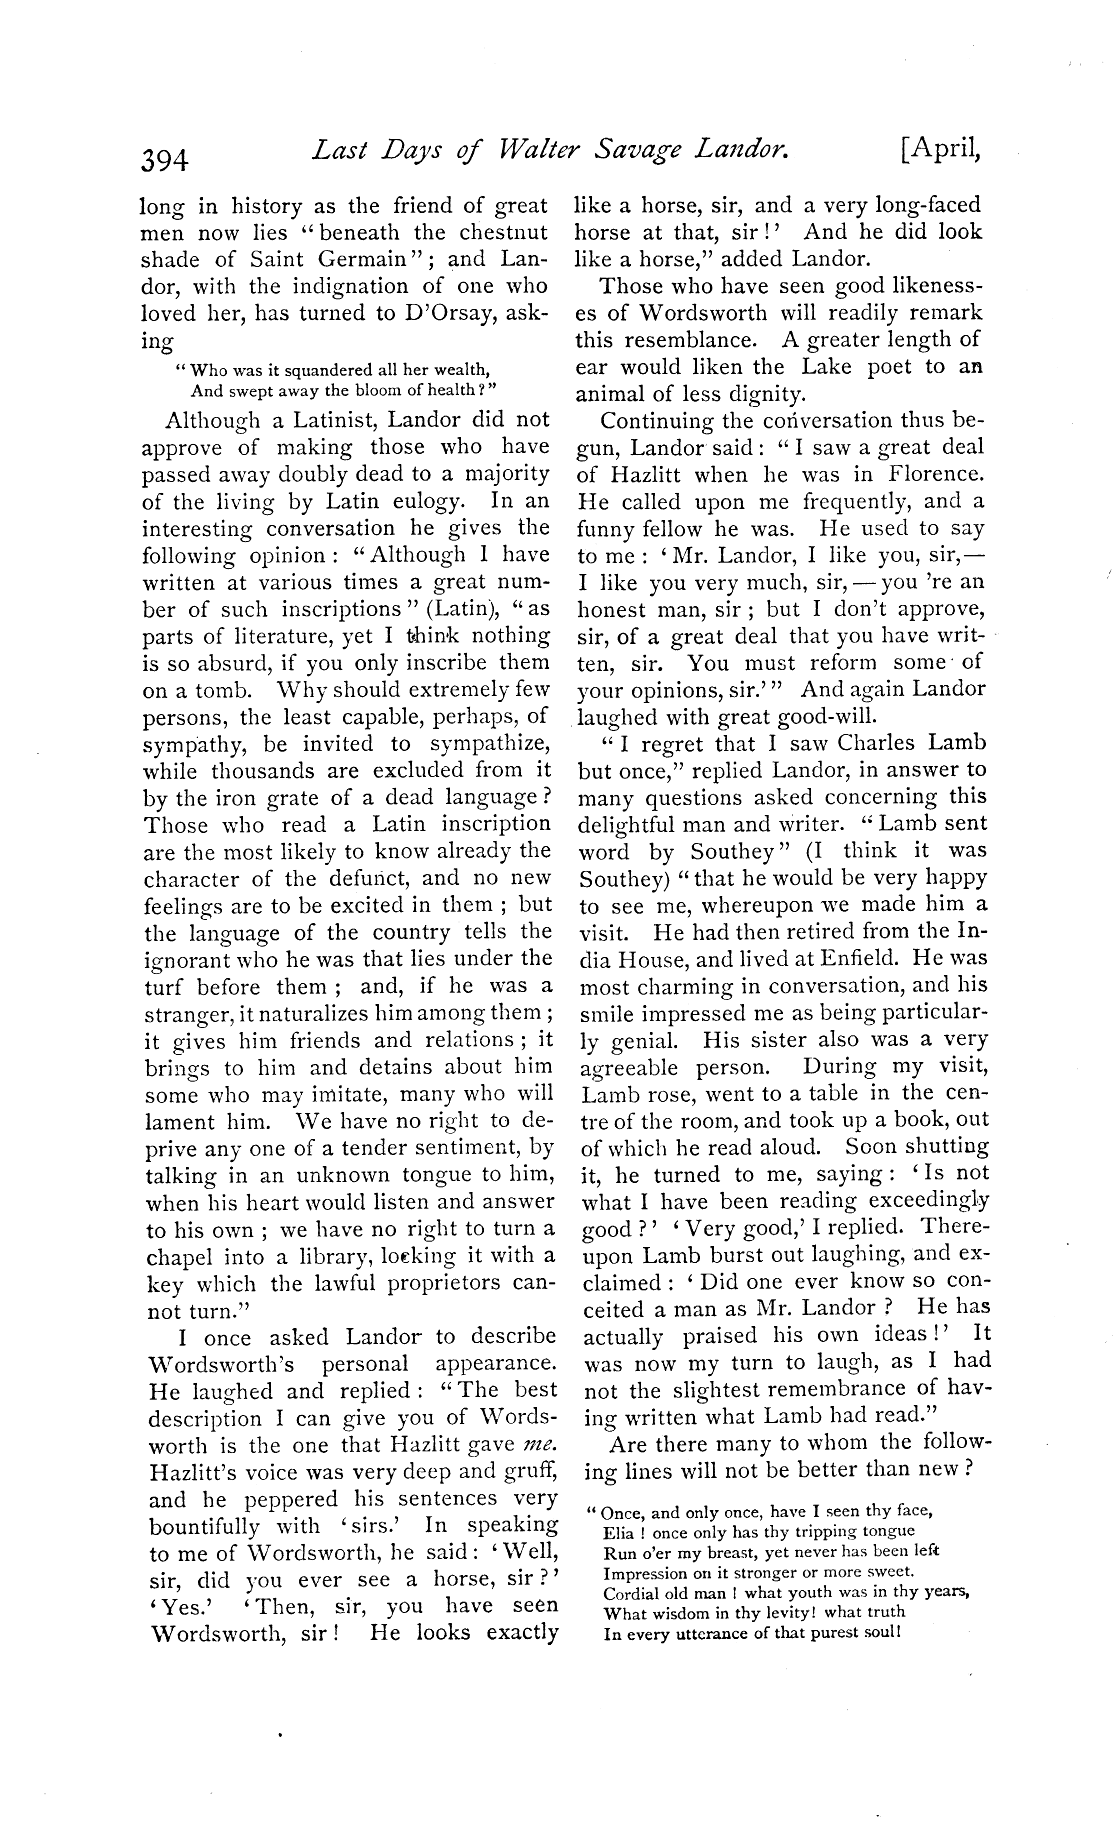 394 Last Days of Walter Savage Landor. [April,
long in history as the friend of great
men now lies “beneath the chestnut
shade of Saint Germain”; and Lan-
dor, with the indignation of one who
loved her, has turned to D’Orsay, ask-
ing
“Who was it squandered all her wealth,
And swept away the bloom of health?”
Although a Latinist, Landor did not
approve of making those who have
passed away doubly dead to a majority
of the living by Latin eulogy. In an
interesting conversation he gives the
following opinion: “Although I have
written at various times a great num-
ber of such inscriptions” (Latin), “as
parts of literature, yet I think nothing
is so absurd, if you only inscribe them
on a tomb. Why should extremely few
persons, the least capable, perhaps, of
sympathy, be invited to sympathize,
while thousands are excluded from it
by the iron grate of a dead language?
Those who read a Latin inscription
are the most likely to know already the
character of the defunct, and no new
feelings are to be excited in them; but
the language of the country tells the
ignorant who he was that lies under the
turf before them; and, if he was a
stranger, it naturalizes him among them;
it gives him friends and relations; it
brings to him and detains about him
some who may imitate, many who will
lament him. We have no right to de-
prive any one of a tender sentiment, by
talking in an unknown tongue to him,
when his heart would listen and answer
to his own; we have no right to turn a
chapel into a library, locking it with a
key which the lawful proprietors can-
not turn.”
I once asked Landor to describe
Wordsworth’s personal appearance.
He laughed and replied: “The best
description I can give you of Words-
worth is the one that Hazlitt gave me.
Hazlitt’s voice was very deep and gruff,
and he peppered his sentences very
bountifully with ‘sirs.’ In speaking
to me of Wordsworth, he said: ‘Well,
sir, did you ever see a horse, sir?’
‘Yes.’ ‘Then, sir, you have seen
Wordsworth, sir! He looks exactly
like a horse, sir, and a very long-faced
horse at that, sir!’ And he did look
like a horse,” added Landor.
Those who have seen good likeness-
es of Wordsworth will readily remark
this resemblance. A greater length of
ear would liken the Lake poet to an
animal of less dignity.
Continuing the conversation thus be-
gun, Landor said: “I saw a great deal
of Hazlitt when he was in Florence.
He called upon me frequently, and a
funny fellow he was. He used to say
to me: ‘Mr. Landor, I like you, sir,—
I like you very much, sir,—you ’re an
honest man, sir; but I don’t approve,
sir, of a great deal that you have writ-
ten, sir. You must reform some of
your opinions, sir.’” And again Landor
laughed with great good-will.
“I regret that I saw Charles Lamb
but once,” replied Landor, in answer to
many questions asked concerning this
delightful man and writer. “Lamb sent
word by Southey” (I think it was
Southey) “that he would be very happy
to see me, whereupon we made him a
visit. He had then retired from the In-
dia House, and lived at Enfield. He was
most charming in conversation, and his
smile impressed me as being particular-
ly genial. His sister also was a very
agreeable person. During my visit,
Lamb rose, went to a table in the cen-
tre of the room, and took up a book, out
of which he read aloud. Soon shutting
it, he turned to me, saying: ‘Is not
what I have been reading exceedingly
good?’ ‘Very good,’ I replied. There-
upon Lamb burst out laughing, and ex-
claimed: ‘Did one ever know so con-
ceited a man as Mr. Landor? He has
actually praised his own ideas!’ It
was now my turn to laugh, as I had
not the slightest remembrance of hav-
ing written what Lamb had read.”
Are there many to whom the follow-
ing lines will not be better than new?
“Once, and only once, have I seen thy face,
Elia! once only has thy tripping tongue
Run o’er my breast, yet never has been left
Impression on it stronger or more sweet.
Cordial old man! what youth was in thy years,
What wisdom in thy levity! what truth
In every utterance of that purest soul!